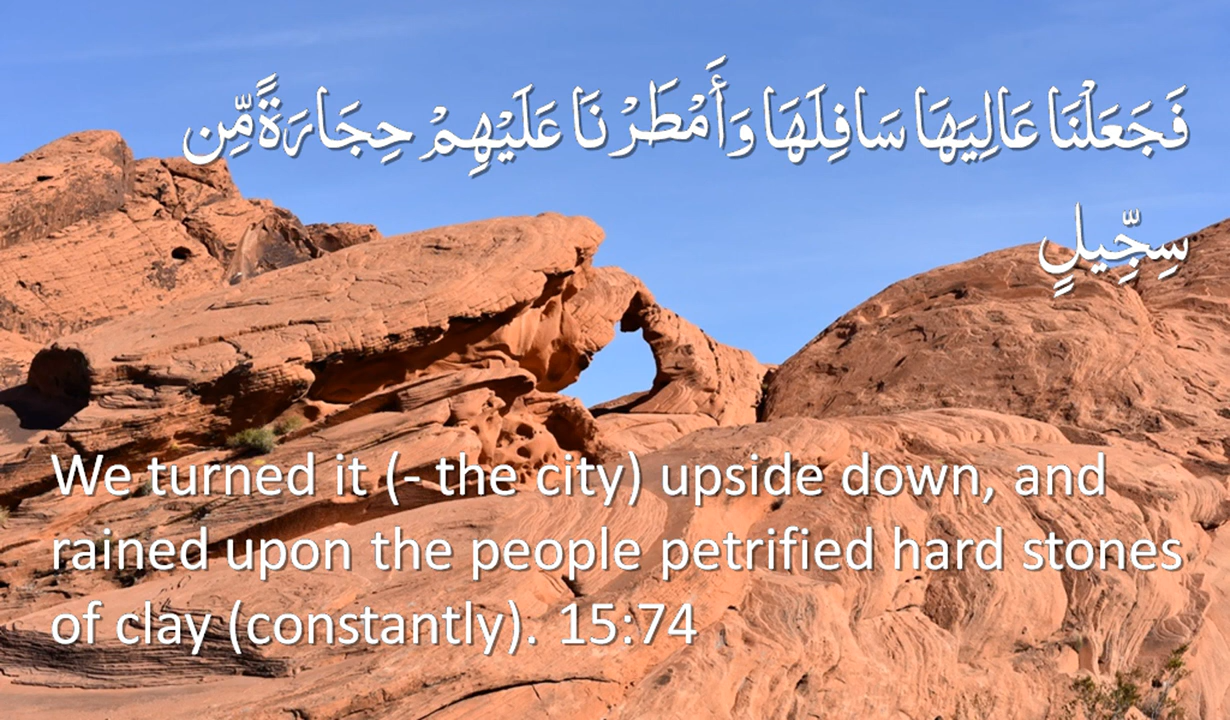 فَجَعَلْنَا عَالِيَهَا سَافِلَهَا وَأَمْطَرْنَا عَلَيْهِمْ حِجَارَةً مِّن
سِجِّيلٍ
We turned it (- the city) upside down, and
rained upon the people petrified hard stones
of clay (constantly). 15:74